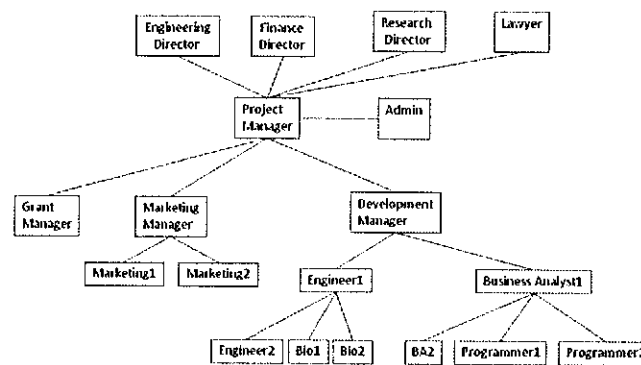 Engineering
Director
Finance
Director
Research
Director
Lawyer
Project
Manager
Admin
Grant
Manager
Marketing
Manager
Development
Manager
Marketing1
Marketing2
Engineer1
Business Analyst1
Engineer2
Bio1
Bio2
BA2
Programmer1
Programmer2